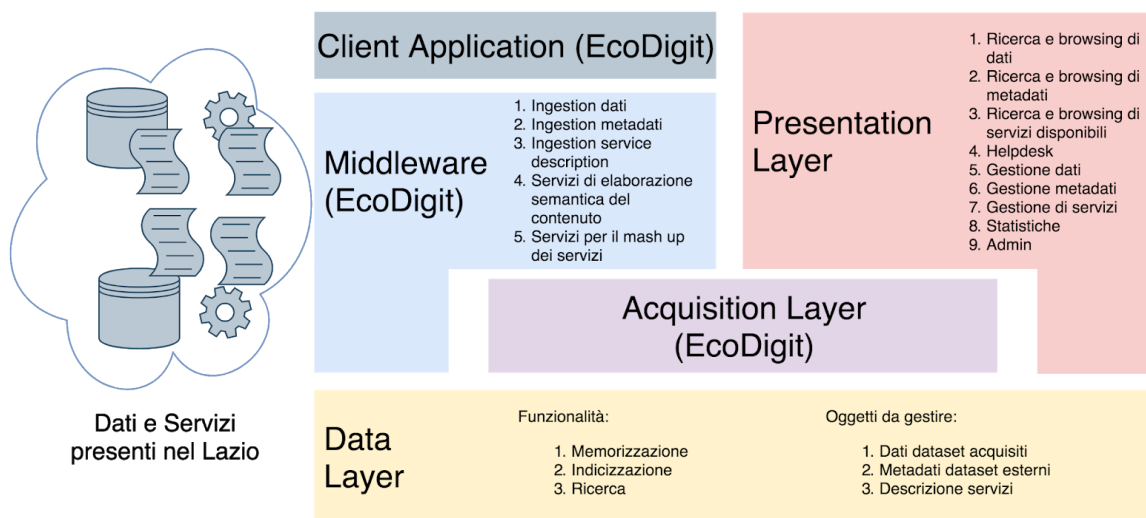 Client Application (EcoDigit)
Middleware
(EcoDigit)
1. Ingestion dati
2. Ingestion metadati
3. Ingestion service
description
4. Servizi di elaborazione
semantica del
contenuto
5. Servizi per il mash up
dei servizi
Presentation
Layer
1. Ricerca e browsing di
dati
2. Ricerca e browsing di
metadati
3. Ricerca e browsing di
servizi disponibili
4. Helpdesk
5. Gestione dati
6. Gestione metadati
7. Gestione di servizi
8. Statistiche
9. Admin
Acquisition Layer
(EcoDigit)
Dati e Servizi
presenti nel Lazio
Data
Layer
Funzionalità:
1. Memorizzazione
2. Indicizzazione
3. Ricerca
Oggetti da gestire:
1. Dati dataset acquisiti
2. Metadati dataset esterni
3. Descrizione servizi